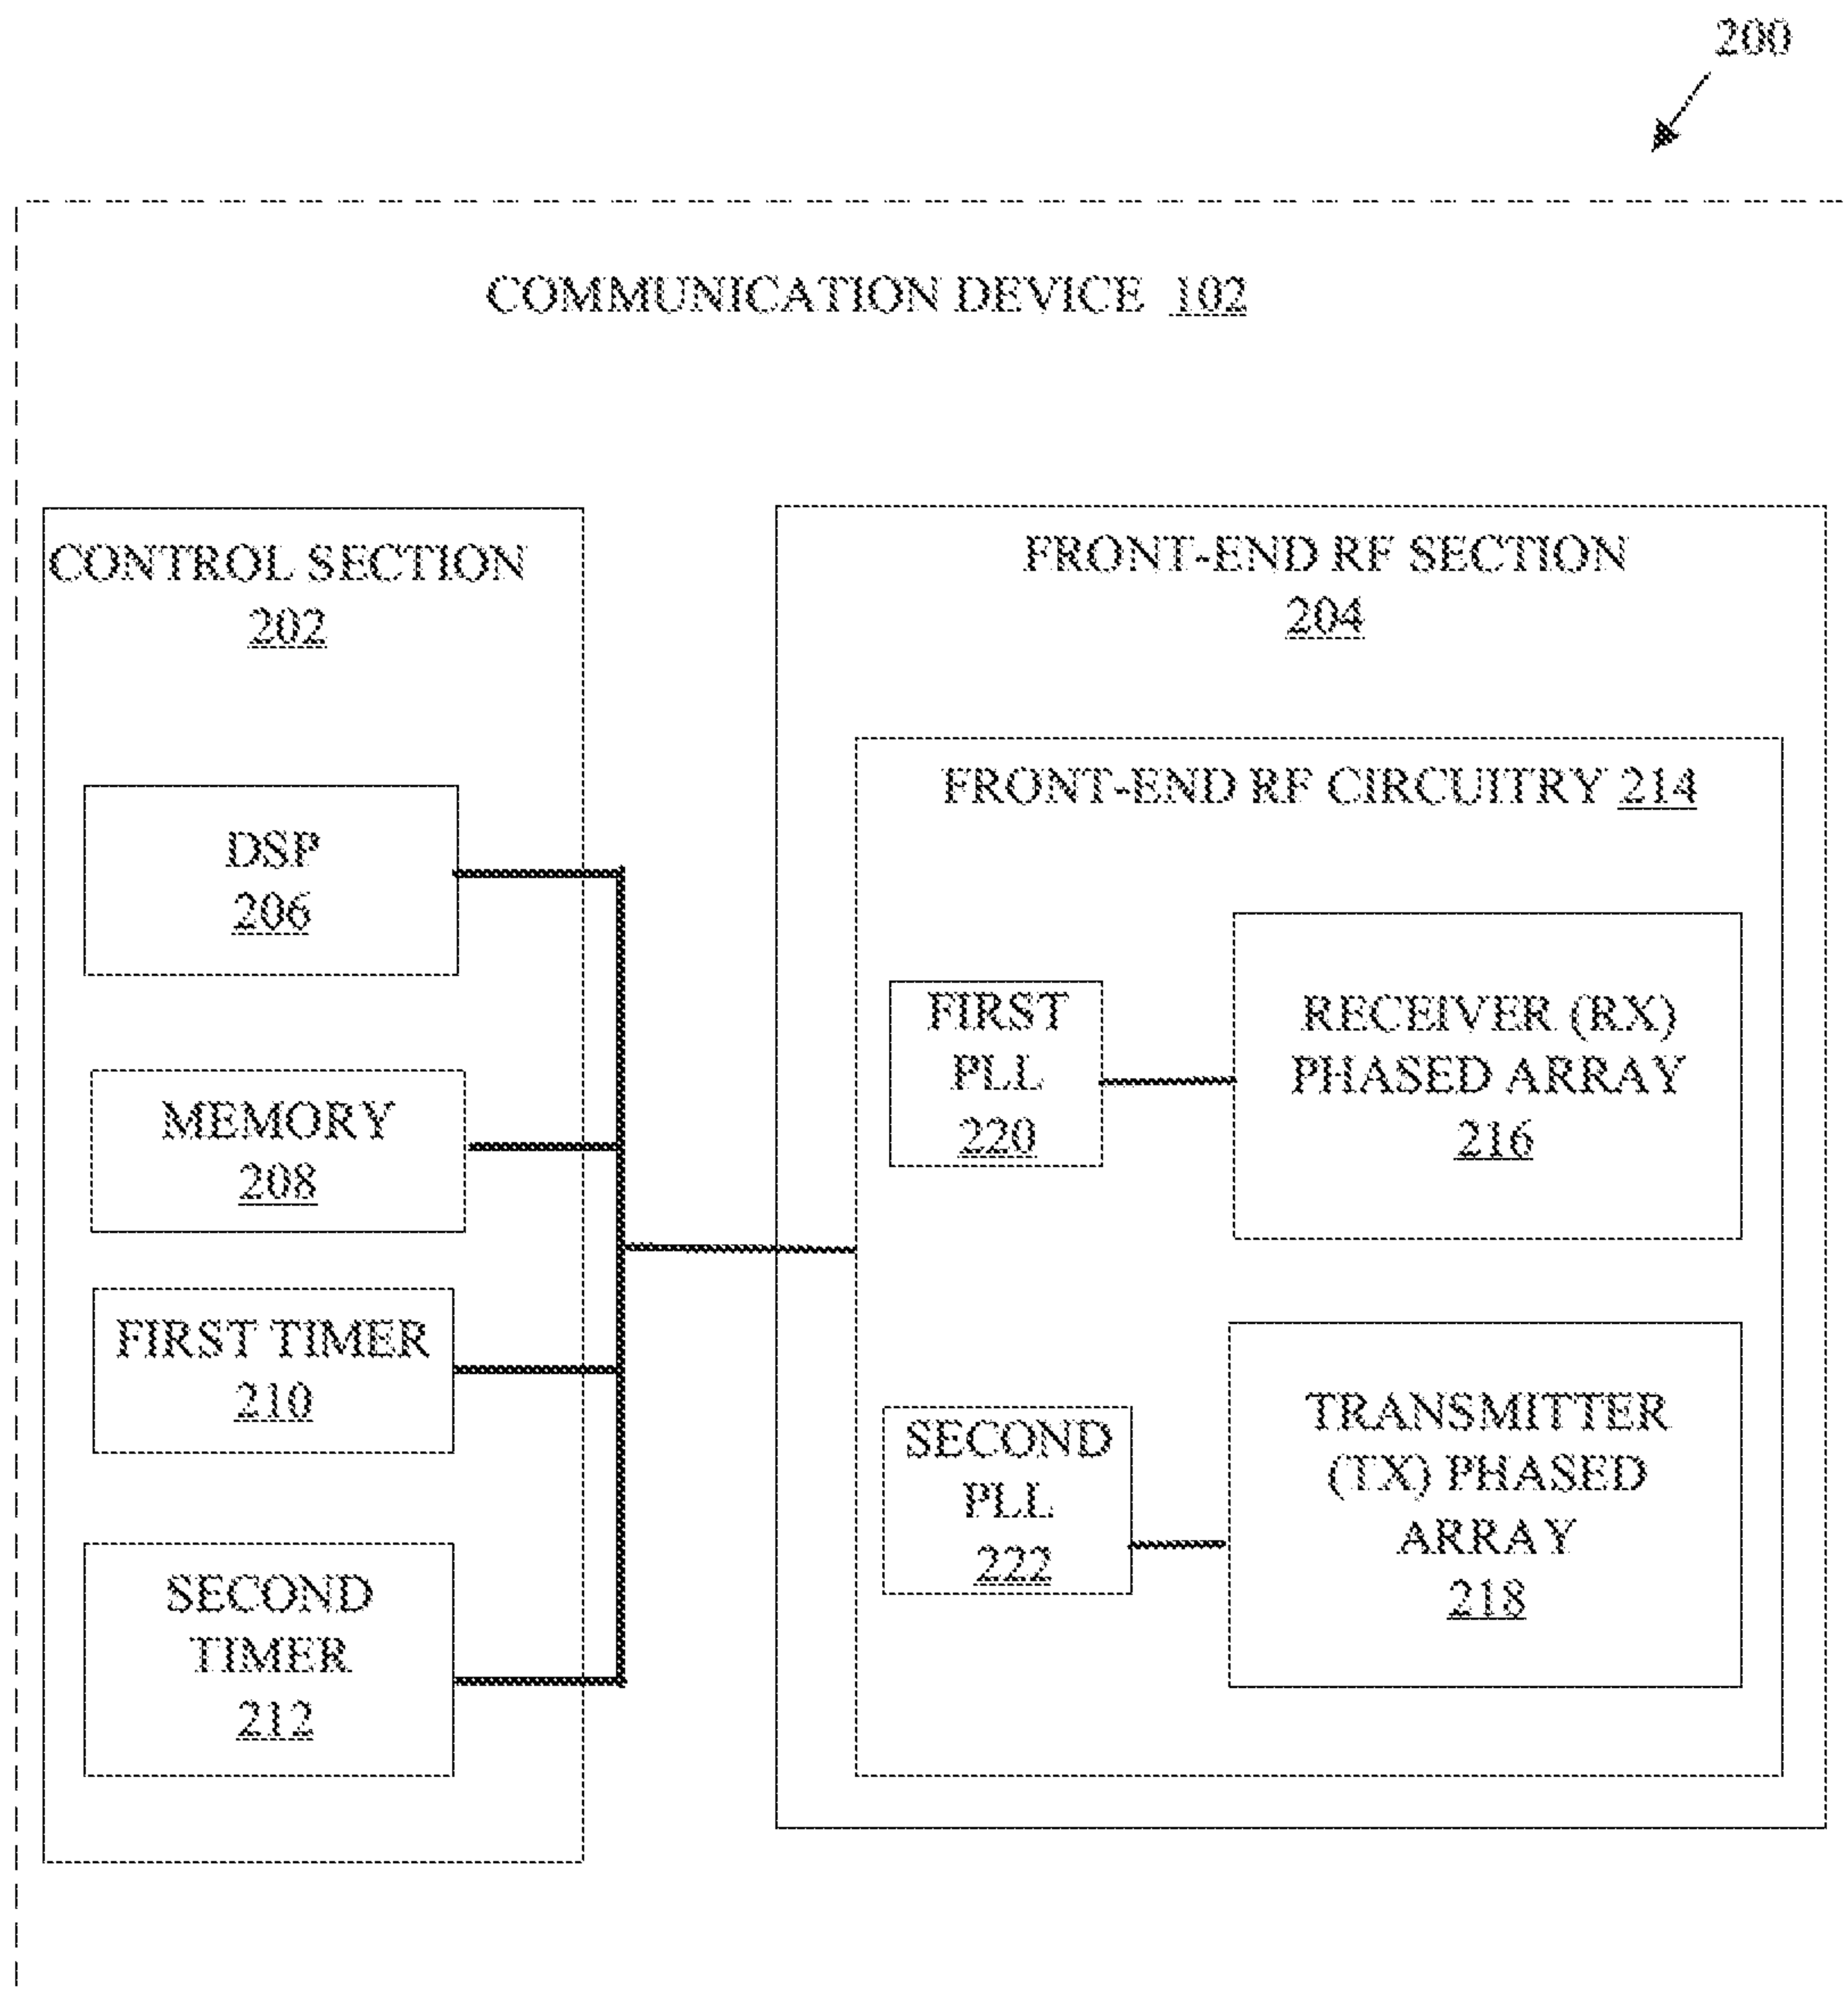 200
COMMUNICATION DEVICE 102
CONTROL SECTION
202
DSP
206
MEMORY
208
FIRST TIMER
210
SECOND
TIMER
212
FRONT-END RF SECTION
204
FRONT-END RF CIRCUITRY 214
FIRST
PLL
220
RECEIVER (RX)
PHASED ARRAY
216
SECOND
PLL
222
TRANSMITTER
(TX) PHASED
ARRAY
218